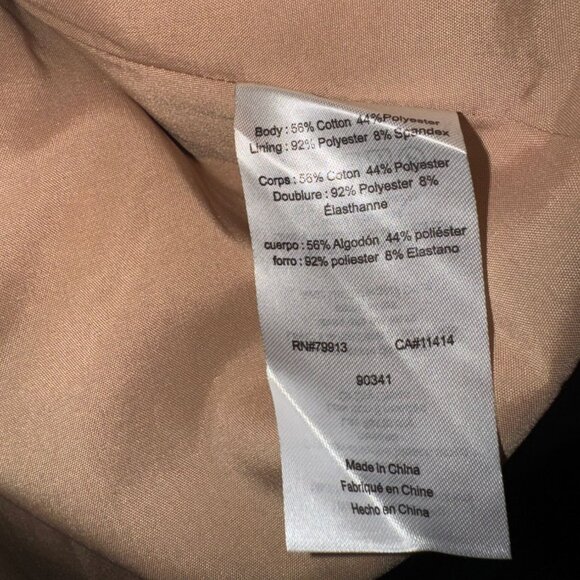 Body : 56% Cotton 44%Polyester
Lining : 92% Polyester 8% Spandex
Corps : 56% Coton 44% Polyester
Doublure : 92% Polyester 8%
Élasthanne
cuerpo : 56% Algodón 44% poliéster
forro : 92% poliester 8% Elastano
RN#79913 CA#11414
90341
Made in China
Fabriqué en Chine
Hecho en China